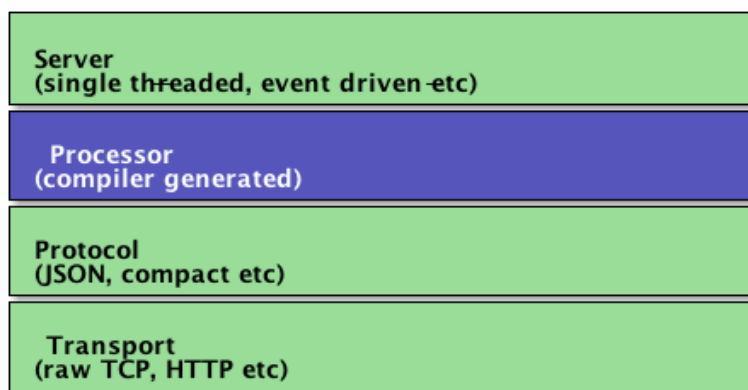 Server
(single threaded, event driven etc)
Processor
(compiler generated)
Protocol
(JSON, compact etc)
Transport
(raw TCP, HTTP etc)